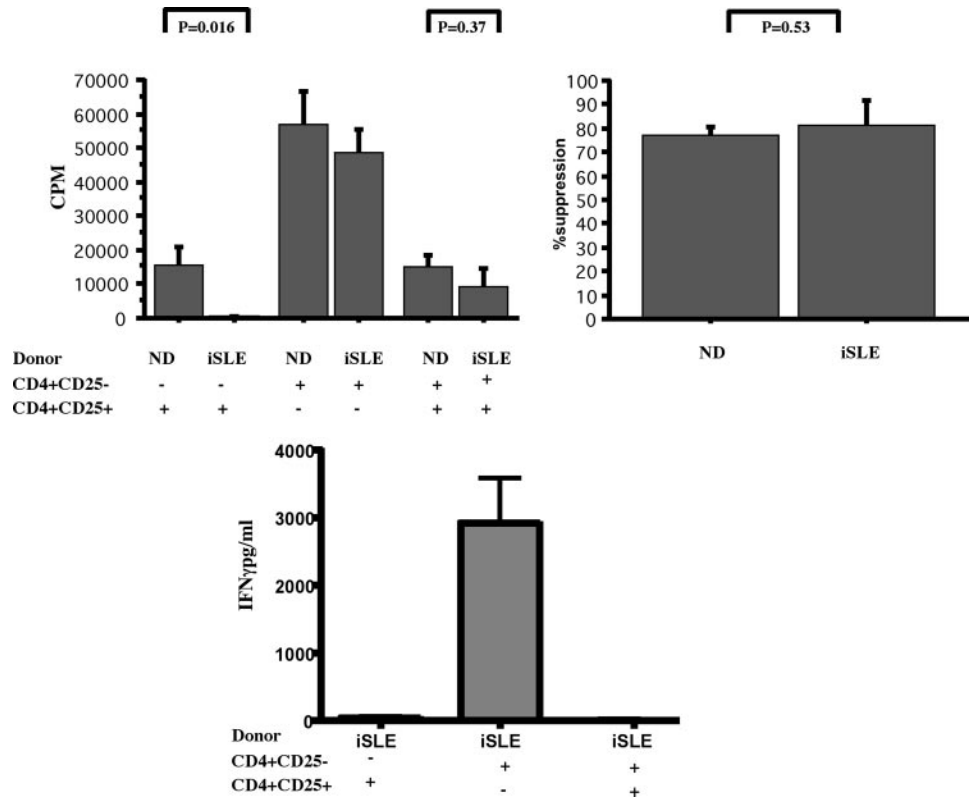 P=0.016
P=0.37
CPM
70000
60000
50000
40000
30000
20000
10000
0
Donor ND iSLE ND iSLE ND iSLE
CD4+CD25- - - + + + +
CD4+CD25+ + + - - + +
P=0.53
%suppression
100
90
80
70
60
50
40
30
20
10
0
ND iSLE
IFNγpg/ml
4000
3000
2000
1000
0
Donor iSLE iSLE iSLE
CD4+CD25- - + +
CD4+CD25+ + - +